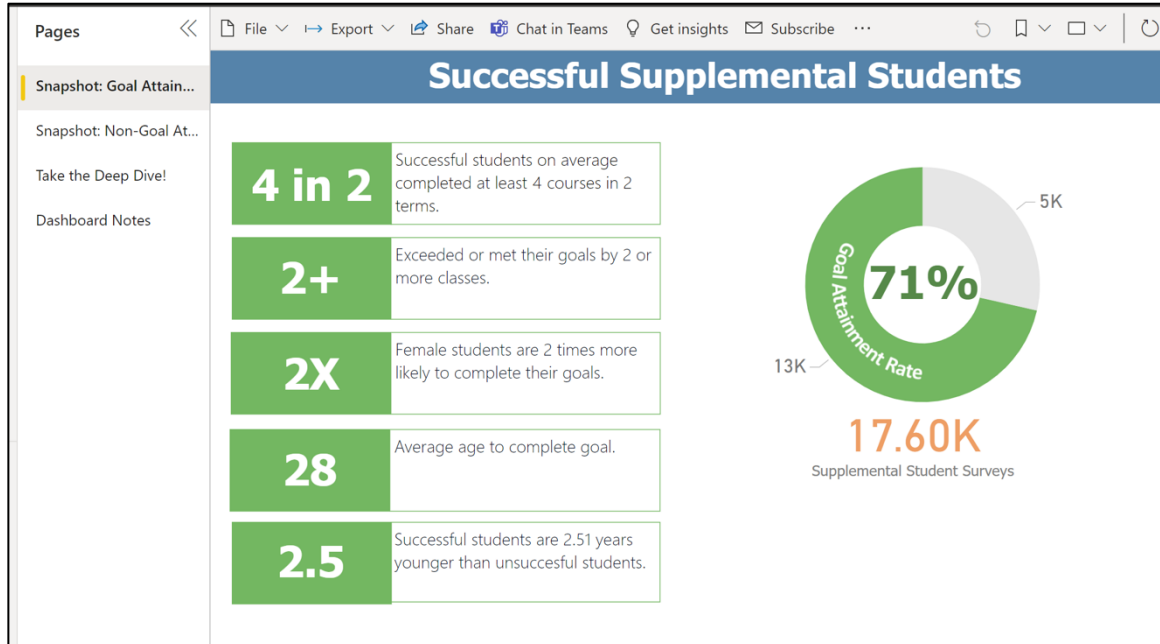 Pages
File
Export
Share
Chat in Teams
Get insights
Subscribe
...
Snapshot: Goal Attain...
Snapshot: Non-Goal At...
Take the Deep Dive!
Dashboard Notes
Successful Supplemental Students
4 in 2
Successful students on average
completed at least 4 courses in 2
terms.
2+
Exceeded or met their goals by 2 or
more classes.
2X
Female students are 2 times more
likely to complete their goals.
28
Average age to complete goal.
2.5
Successful students are 2.51 years
younger than unsuccesful students.
5K
Goal Attainment Rate
71%
13K
17.60K
Supplemental Student Surveys